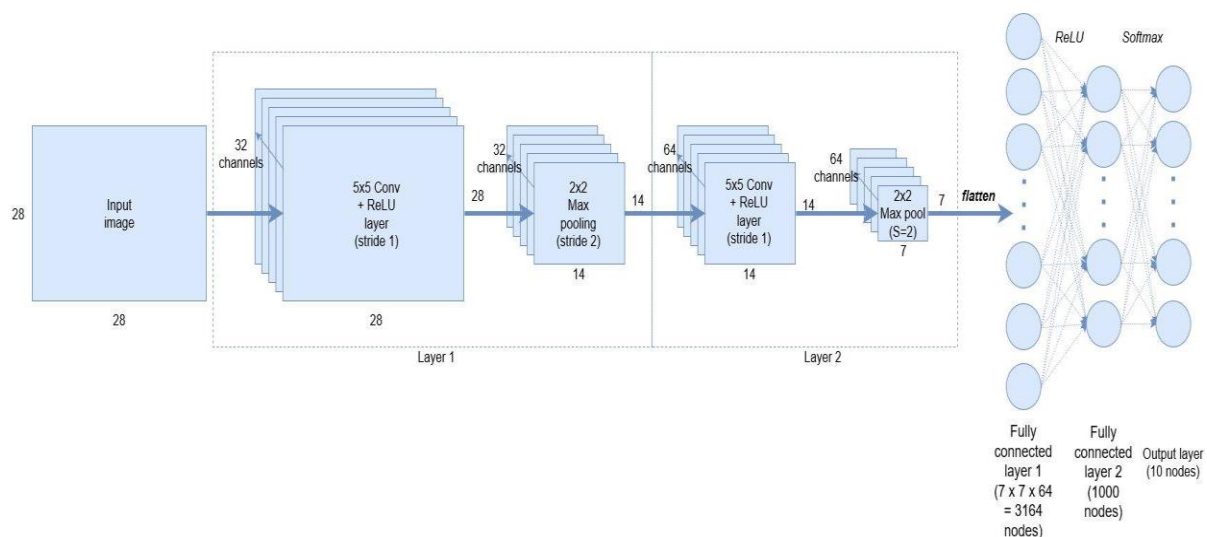 28
Input
image
28
32
channels
5x5 Conv
+ ReLU
layer
(stride 1)
28
28
32
channels
2x2
Max
pooling
(stride 2)
14
14
Layer 1
64
channels
5x5 Conv
+ ReLU
layer
(stride 1)
14
14
64
channels
2x2
Max pool
(S=2)
7
7
Layer 2
flatten
ReLU
Softmax
Fully
connected
layer 1
(7 x 7 x 64
= 3164
nodes)
Fully
connected
layer 2
(1000
nodes)
Output layer
(10 nodes)